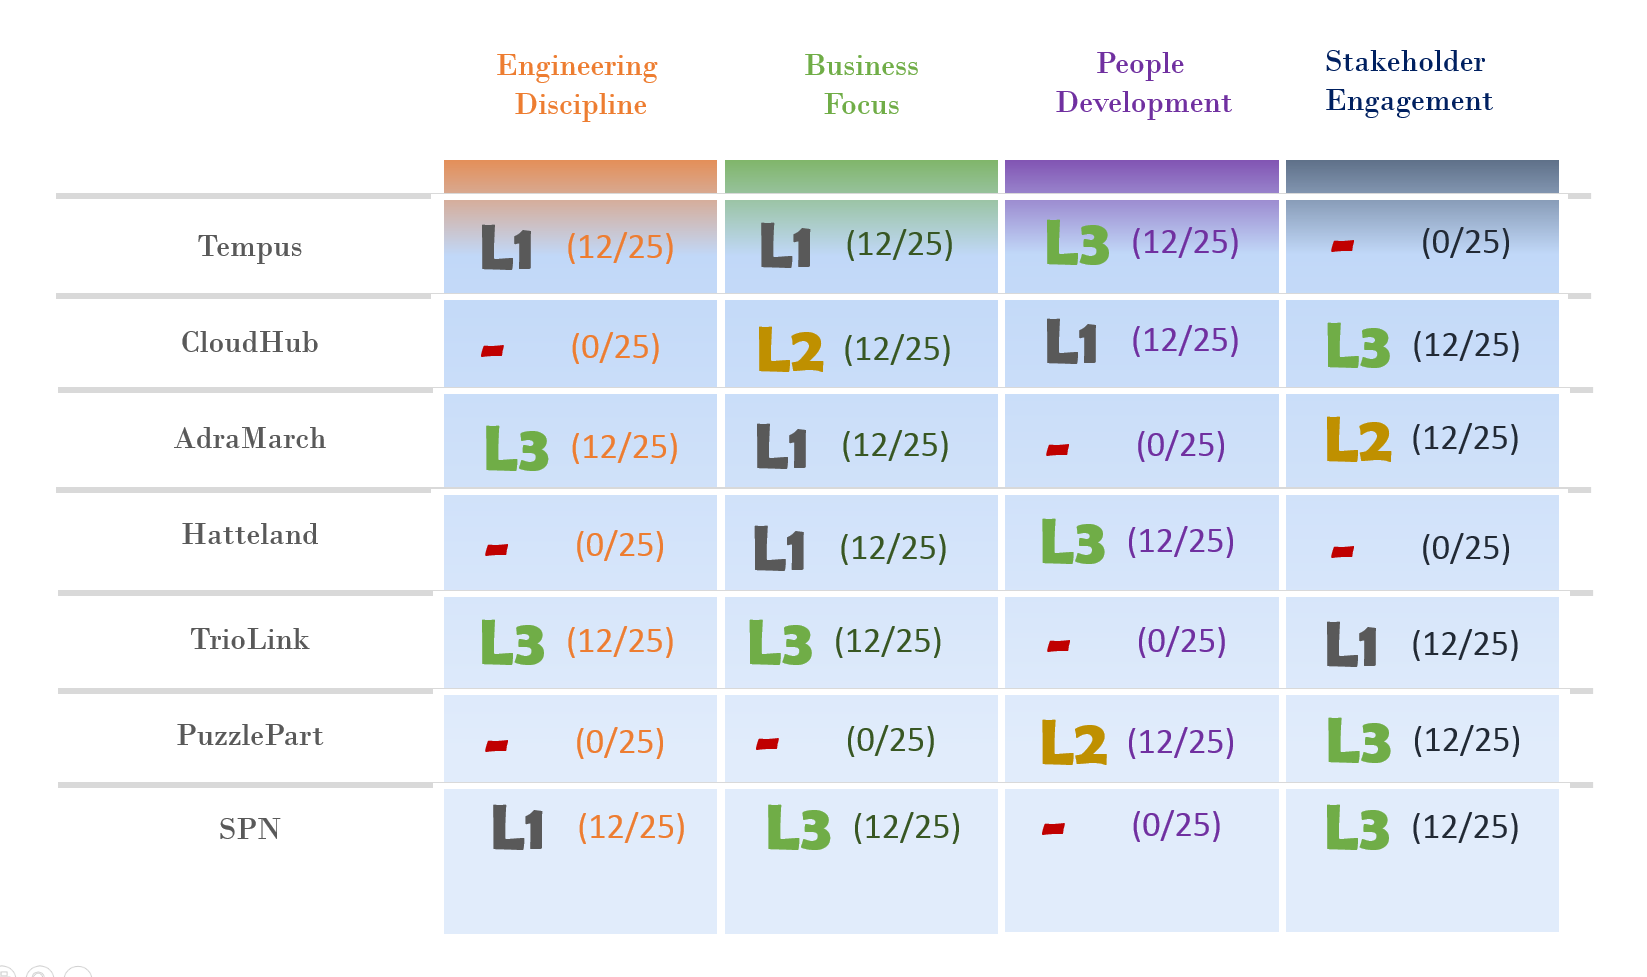 Engineering
Discipline
Business
Focus
People
Development
Stakeholder
Engagement
Tempus L1 (12/25) L1 (12/25) L3 (12/25) - (0/25)
CloudHub - (0/25) L2 (12/25) L1 (12/25) L3 (12/25)
AdraMarch L3 (12/25) L1 (12/25) - (0/25) L2 (12/25)
Hatteland - (0/25) L1 (12/25) L3 (12/25) - (0/25)
TrioLink L3 (12/25) L3 (12/25) - (0/25) L1 (12/25)
PuzzlePart - (0/25) - (0/25) L2 (12/25) L3 (12/25)
SPN L1 (12/25) L3 (12/25) - (0/25) L3 (12/25)